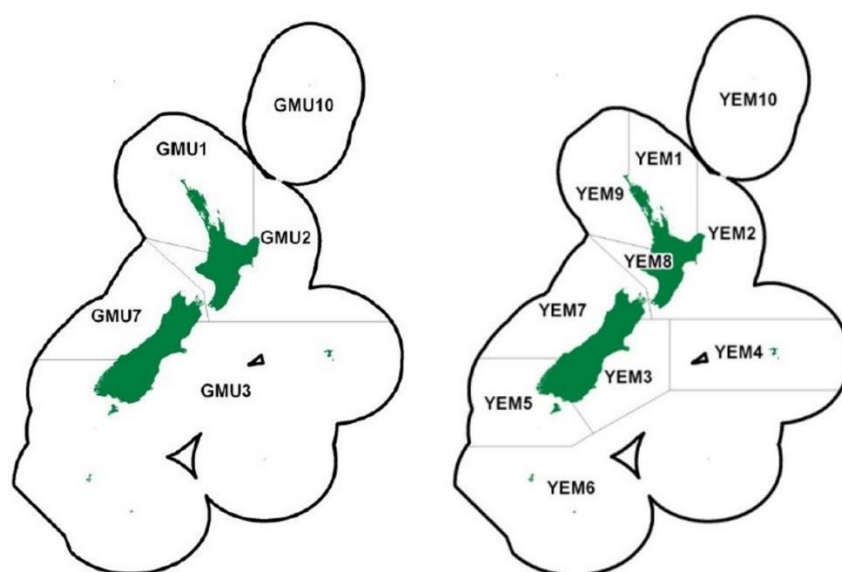 GMU10
GMU1
GMU2
GMU7
GMU3
YEM10
YEM1
YEM9
YEM2
YEM8
YEM7
YEM4
YEM3
YEM5
YEM6